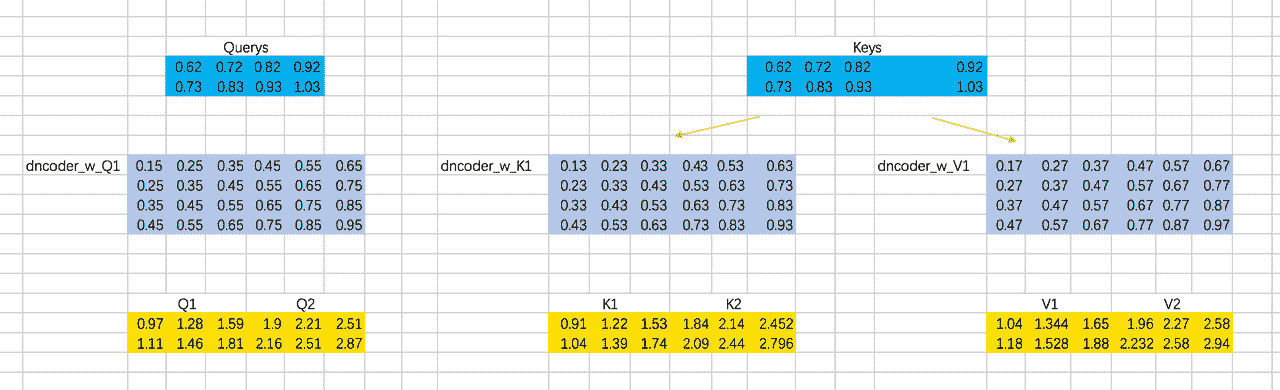 Querys Keys
0.62 0.72 0.82 0.92 0.62 0.72 0.82 0.92
0.73 0.83 0.93 1.03 0.73 0.83 0.93 1.03
dncoder_w_Q1 0.15 0.25 0.35 0.45 0.55 0.65 dncoder_w_K1 0.13 0.23 0.33 0.43 0.53 0.63 dncoder_w_V1 0.17 0.27 0.37 0.47 0.57 0.67
0.25 0.35 0.45 0.55 0.65 0.75 0.23 0.33 0.43 0.53 0.63 0.73 0.27 0.37 0.47 0.57 0.67 0.77
0.35 0.45 0.55 0.65 0.75 0.85 0.33 0.43 0.53 0.63 0.73 0.83 0.37 0.47 0.57 0.67 0.77 0.87
0.45 0.55 0.65 0.75 0.85 0.95 0.43 0.53 0.63 0.73 0.83 0.93 0.47 0.57 0.67 0.77 0.87 0.97
Q1 Q2 K1 K2 V1 V2
0.97 1.28 1.59 1.9 2.21 2.51 0.91 1.22 1.53 1.84 2.14 2.452 1.04 1.344 1.65 1.96 2.27 2.58
1.11 1.46 1.81 2.16 2.51 2.87 1.04 1.39 1.74 2.09 2.44 2.796 1.18 1.528 1.88 2.232 2.58 2.94